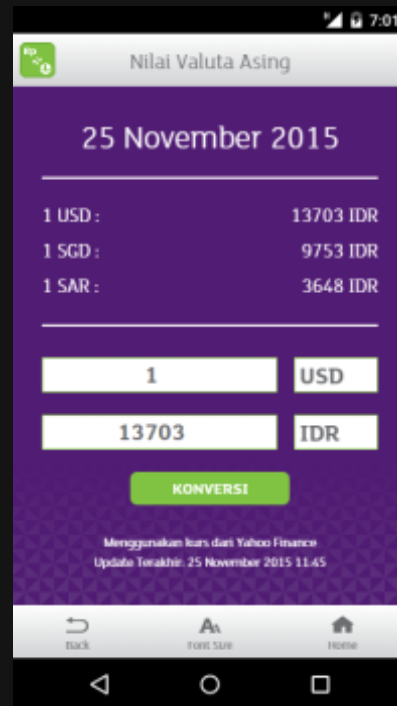 7:01
Rp
Nilai Valuta Asing
25 November 2015
1 USD : 13703 IDR
1 SGD : 9753 IDR
1 SAR : 3648 IDR
1 USD
13703 IDR
KONVERSI
Menggunakan kurs dari Yahoo Finance
Update Terakhir. 25 November 2015 11.45
Back Font Size Home